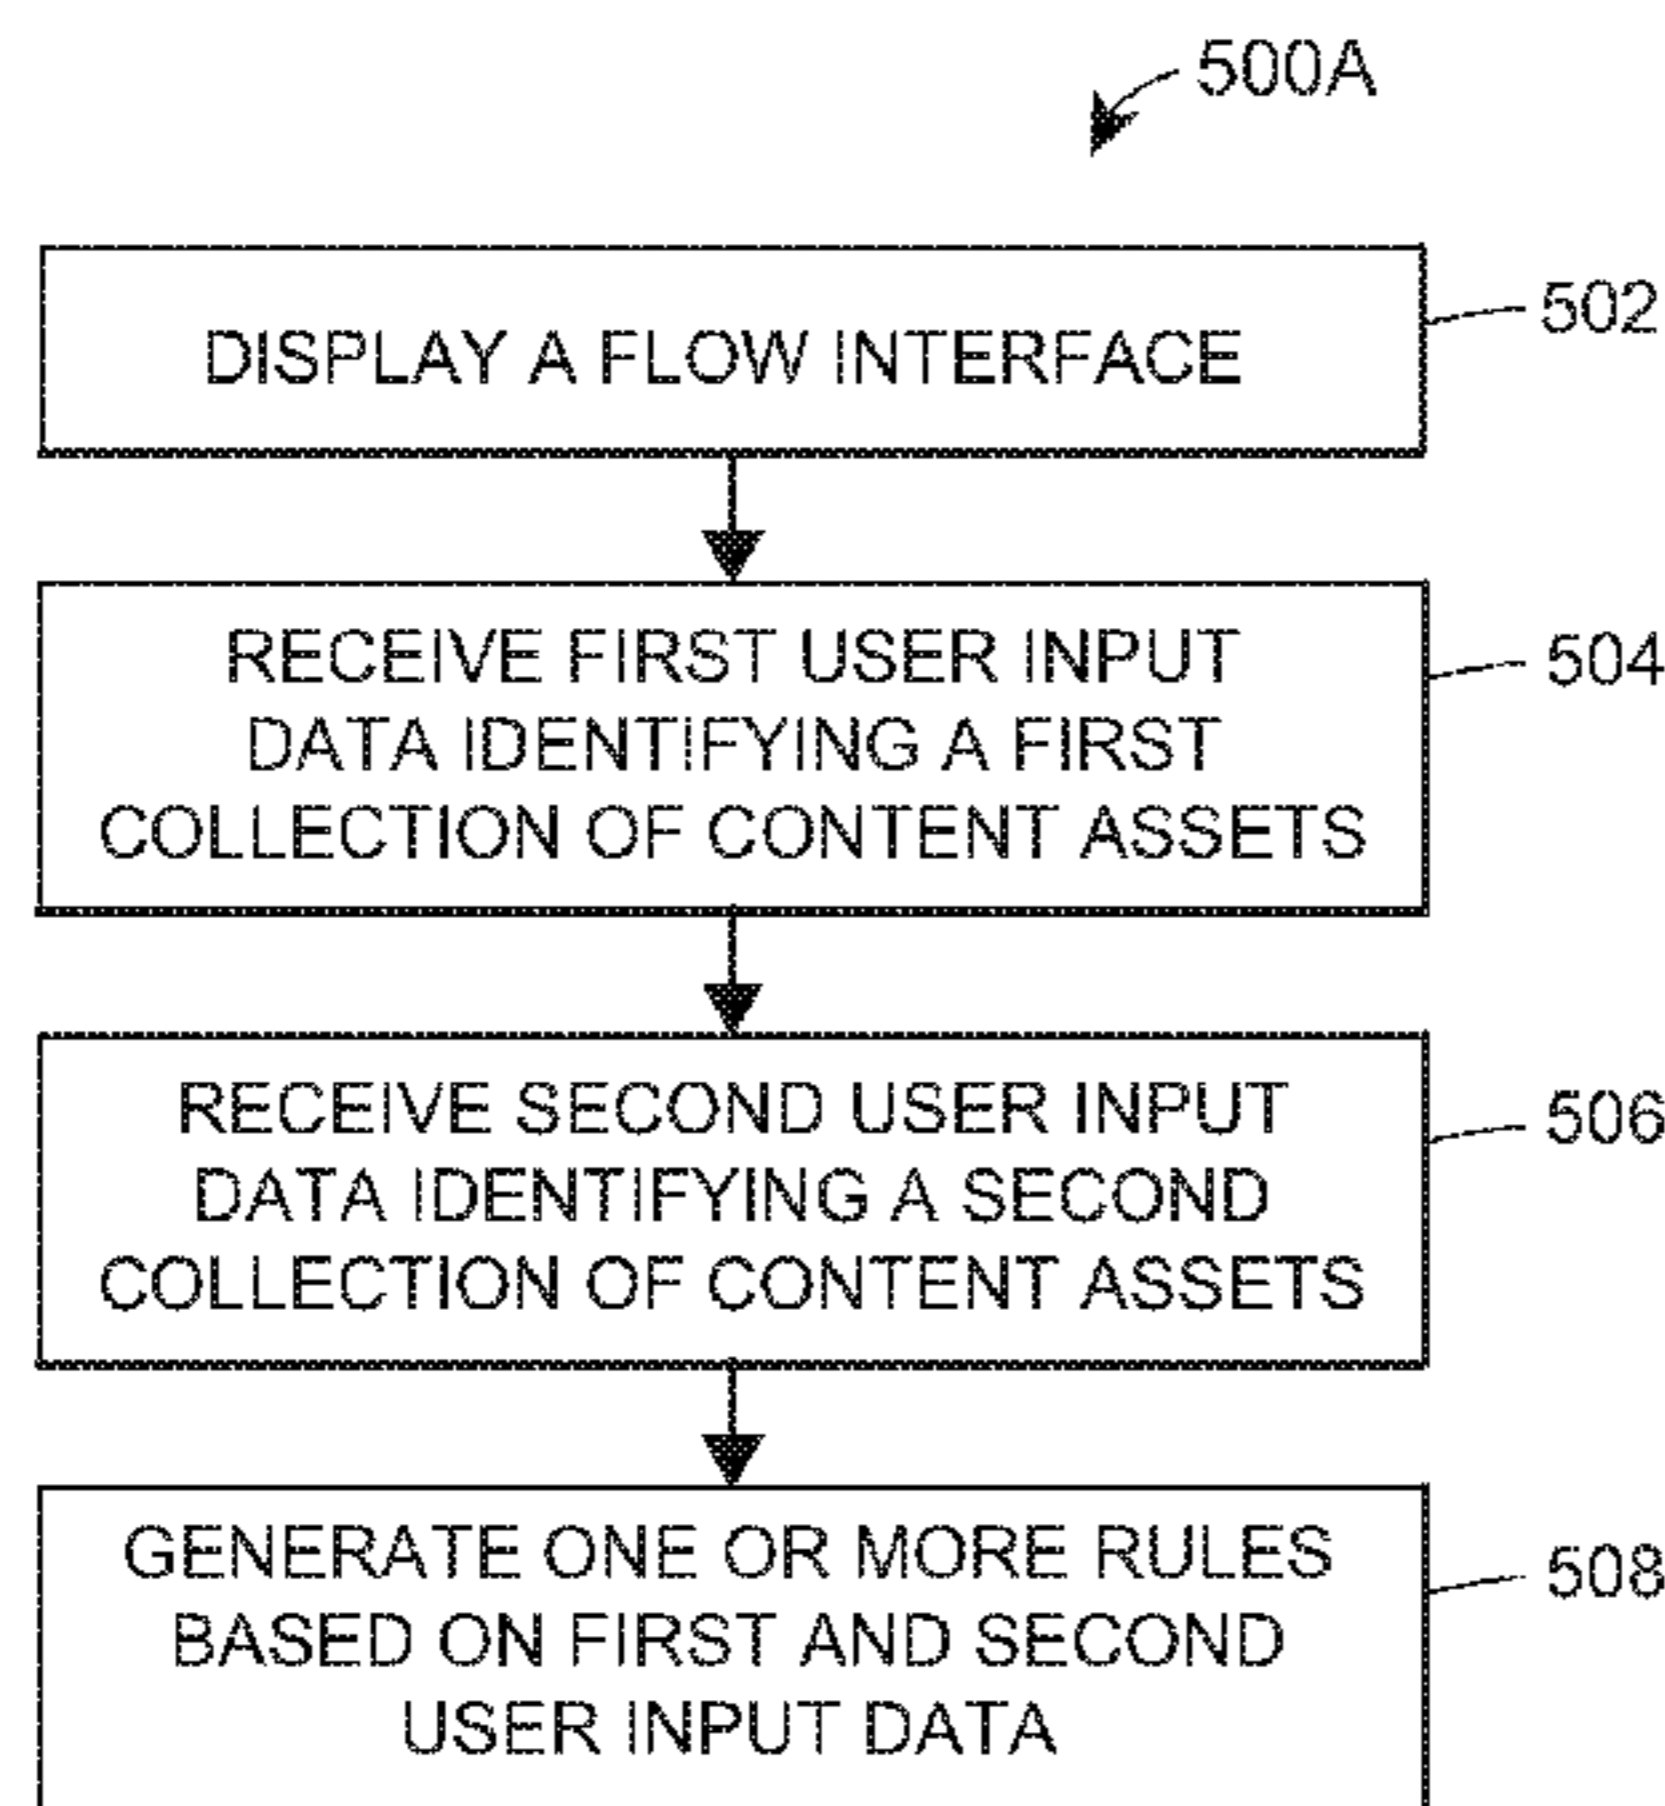 500A
DISPLAY A FLOW INTERFACE
502
RECEIVE FIRST USER INPUT
DATA IDENTIFYING A FIRST
COLLECTION OF CONTENT ASSETS
504
RECEIVE SECOND USER INPUT
DATA IDENTIFYING A SECOND
COLLECTION OF CONTENT ASSETS
506
GENERATE ONE OR MORE RULES
BASED ON FIRST AND SECOND
USER INPUT DATA
508